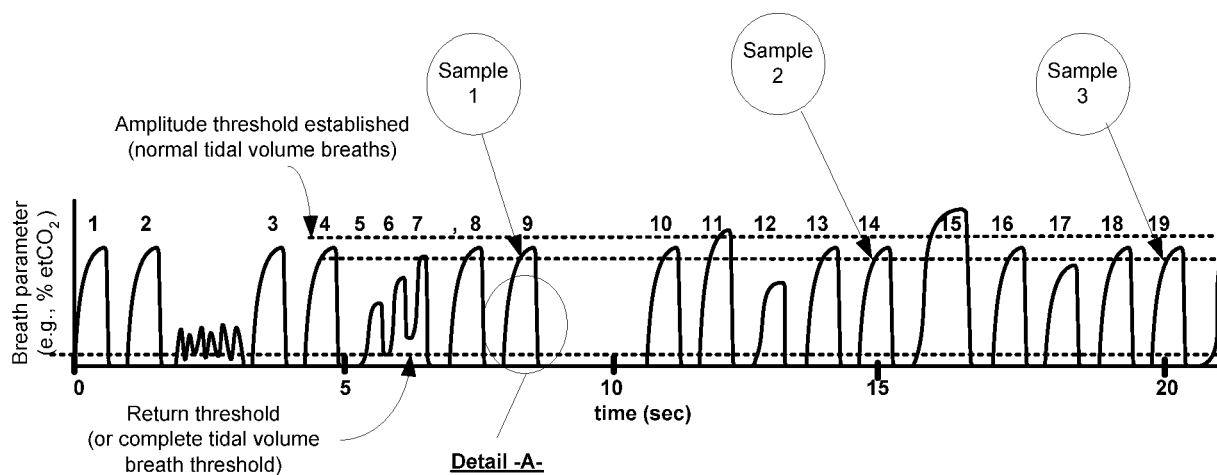 Sample
1
Sample
2
Sample
3
Amplitude threshold established
(normal tidal volume breaths)
Breath parameter
(e.g., % etCO₂)
1 2 3 4 5 6 7 , 8 9 10 11 12 13 14 15 16 17 18 19
0 5 10 15 20
time (sec)
Return threshold
(or complete tidal volume
breath threshold)
Detail -A-